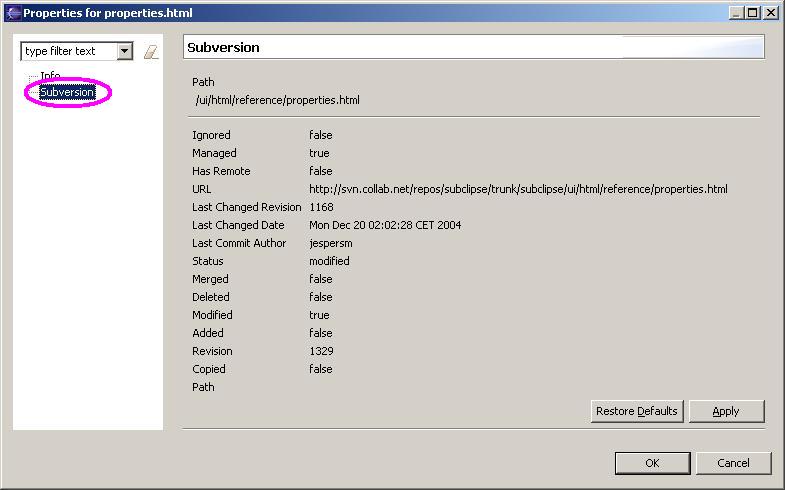 Properties for properties.html
type filter text
Info
Subversion
Subversion
Path
/ui/html/reference/properties.html
Ignored false
Managed true
Has Remote false
URL http://svn.collab.net/repos/subclipse/trunk/subclipse/ui/html/reference/properties.html
Last Changed Revision 1168
Last Changed Date Mon Dec 20 02:02:28 CET 2004
Last Commit Author jespersm
Status modified
Merged false
Deleted false
Modified true
Added false
Revision 1329
Copied false
Path
Restore Defaults Apply
OK Cancel